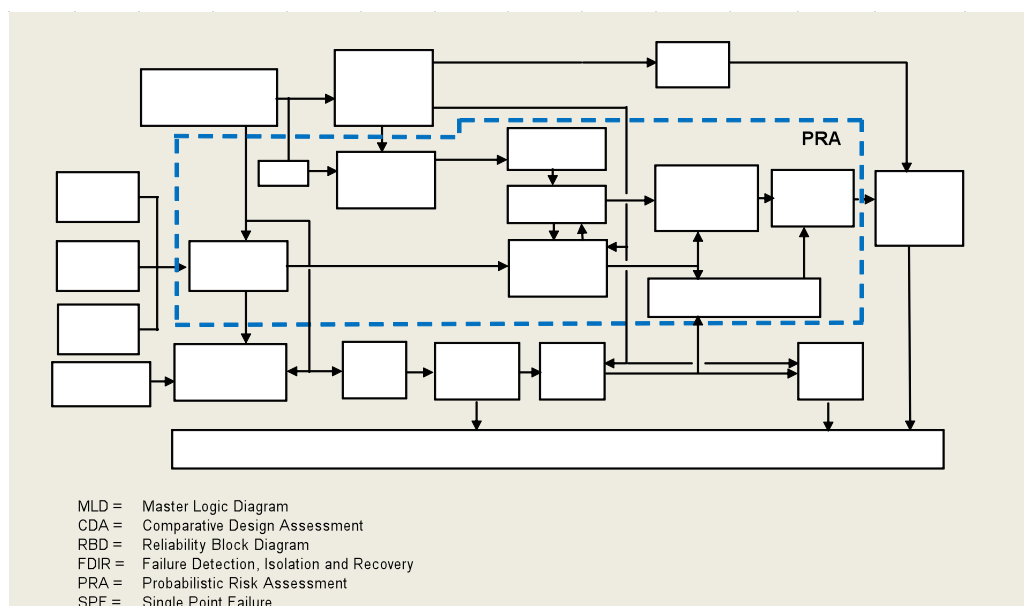 PRA
MLD = Master Logic Diagram
CDA = Comparative Design Assessment
RBD = Reliability Block Diagram
FDIR = Failure Detection, Isolation and Recovery
PRA = Probabilistic Risk Assessment
SPF = Single Point Failure